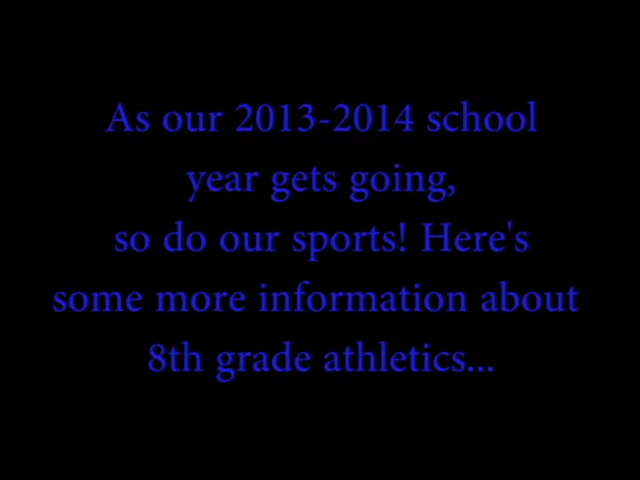 As our 2013-2014 school
year gets going,
so do our sports! Here's
some more information about
8th grade athletics...